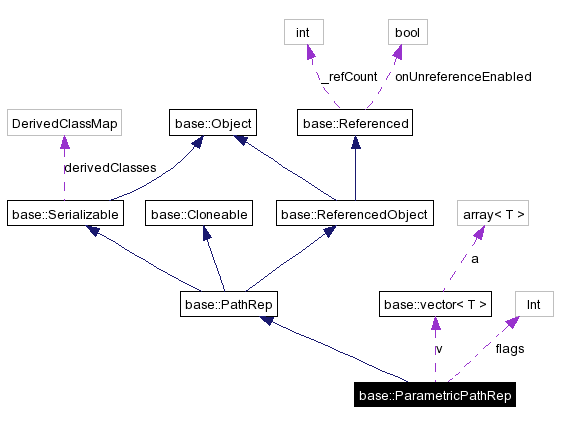 int
bool
_refCount
onUnreferenceEnabled
DerivedClassMap
base::Object
base::Referenced
derivedClasses
base::Serializable
base::Cloneable
base::ReferencedObject
array< T >
a
base::PathRep
base::vector< T >
Int
v
flags
base::ParametricPathRep